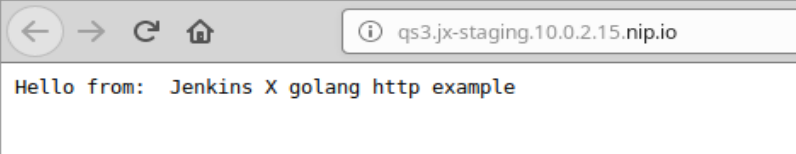 qs3.jx-staging.10.0.2.15.nip.io
Hello from:  Jenkins X golang http example